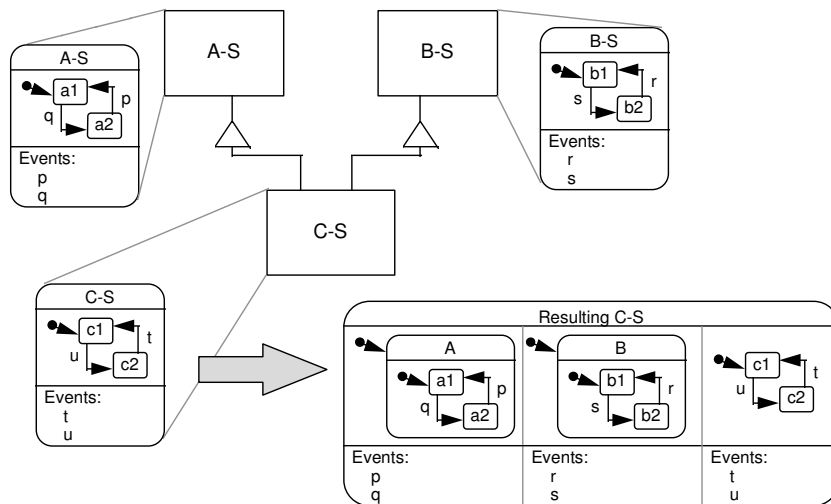 A-S
B-S
A-S
a1
p
q
a2
Events:
p
q
B-S
b1
r
s
b2
Events:
r
s
C-S
C-S
c1
t
u
c2
Events:
t
u
Resulting C-S
A
a1
p
q
a2
Events:
p
q
B
b1
r
s
b2
Events:
r
s
c1
t
u
c2
Events:
t
u